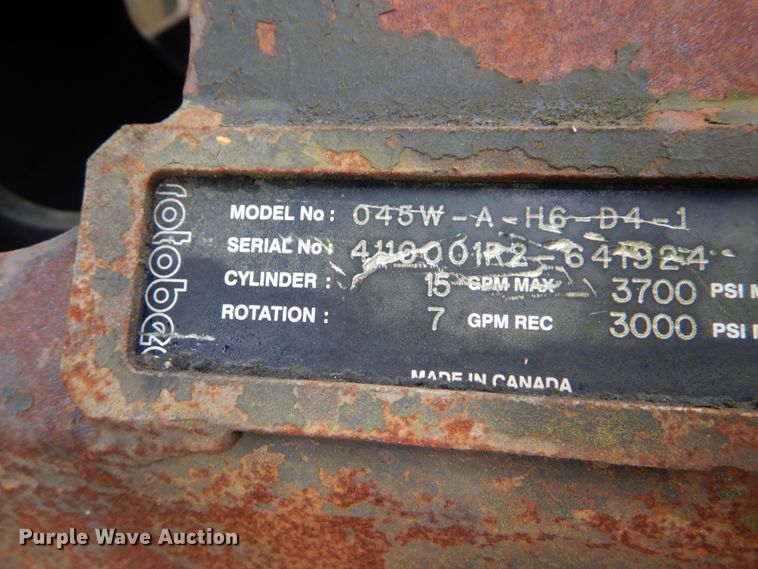 rotobe
MODEL No : 045W-A-H6-D4-1
SERIAL No : 4110001R2-641924
CYLINDER : 15 GPM MAX 3700 PSI M
ROTATION : 7 GPM REC 3000 PSI
MADE IN CANADA
Purple Wave Auction